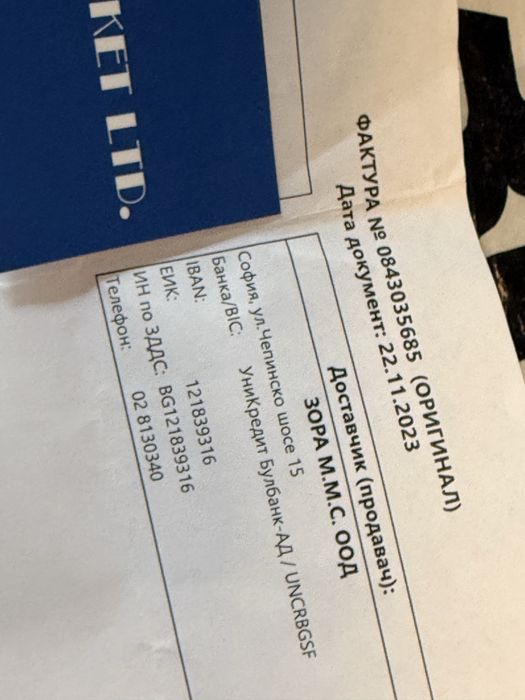 KET LTD.
ФАКТУРА № 0843035685 (ОРИГИНАЛ)
Дата документ: 22.11.2023
Доставчик (продавач):
ЗОРА М.М.С. ООД
София, ул.Чепинско шосе 15
Банка/BIC: УниКредит Булбанк-АД / UNCRBGSF
IBAN:
ЕИК: 121839316
ИН по ЗДДС: BG121839316
Телефон: 02 8130340